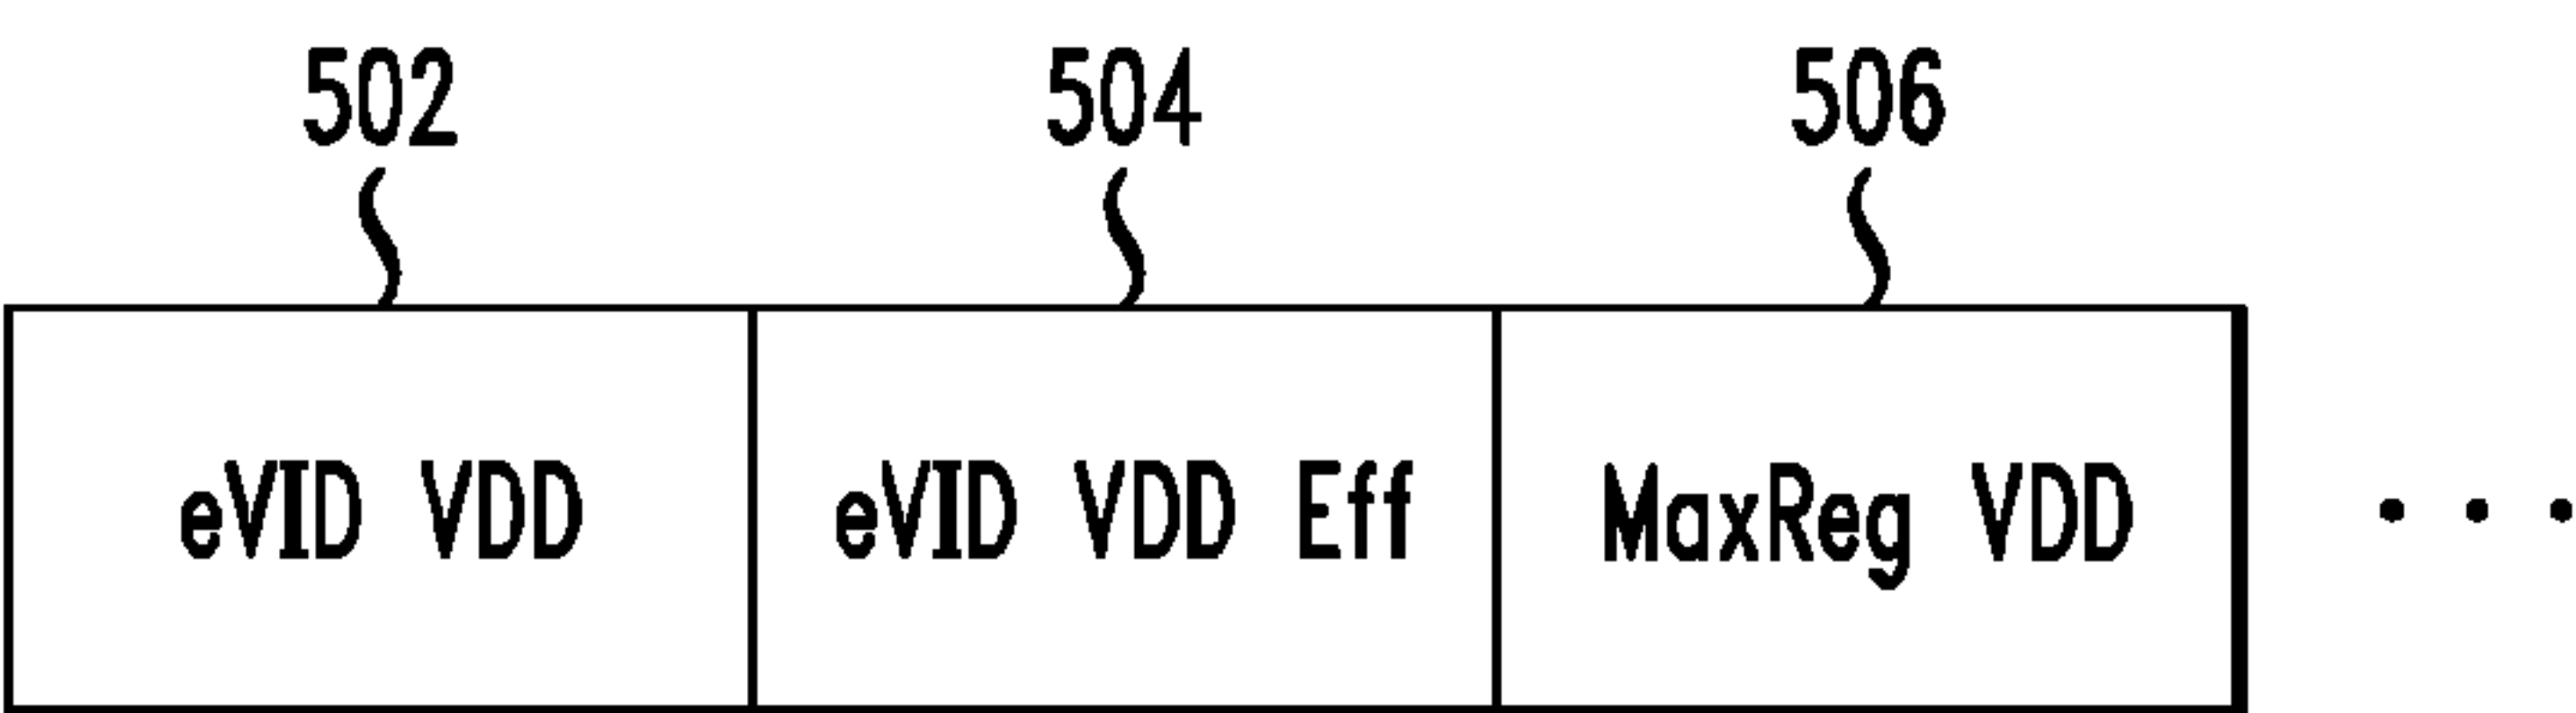 502 504 506
eVID VDD eVID VDD Eff MaxReg VDD . . .